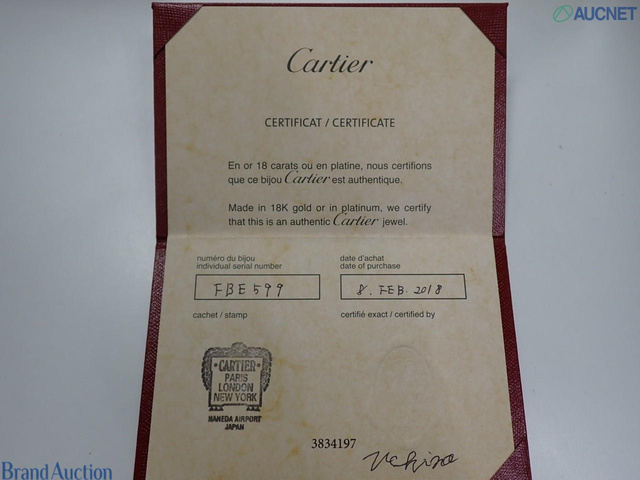 AUCNET
Cartier
CERTIFICAT / CERTIFICATE
En or 18 carats ou en platine, nous certifions
que ce bijou Cartier est authentique.
Made in 18K gold or in platinum, we certify
that this is an authentic Cartier jewel.
numéro du bijou
individual serial number
FBE599
date d'achat
date of purchase
8. FEB. 2018
cachet / stamp
certifié exact / certified by
CARTIER
PARIS
LONDON
NEW YORK
HANEDA AIRPORT
JAPAN
3834197
Brand Auction